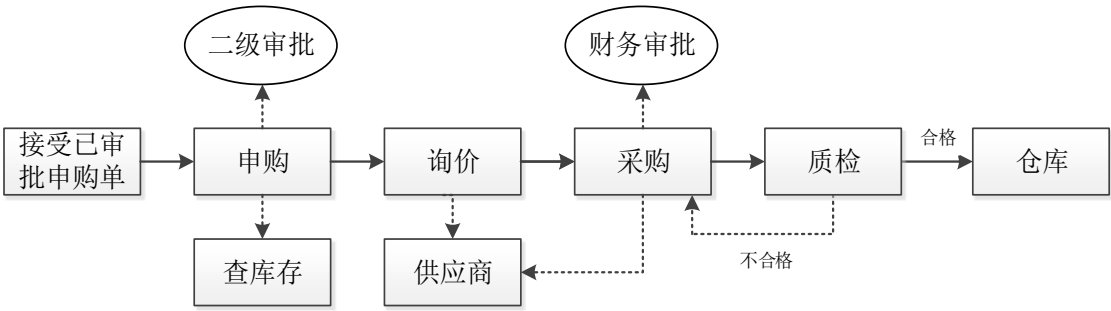 二级审批
财务审批
接受已审
批申购单
申购
询价
采购
质检
合格
仓库
不合格
查库存
供应商